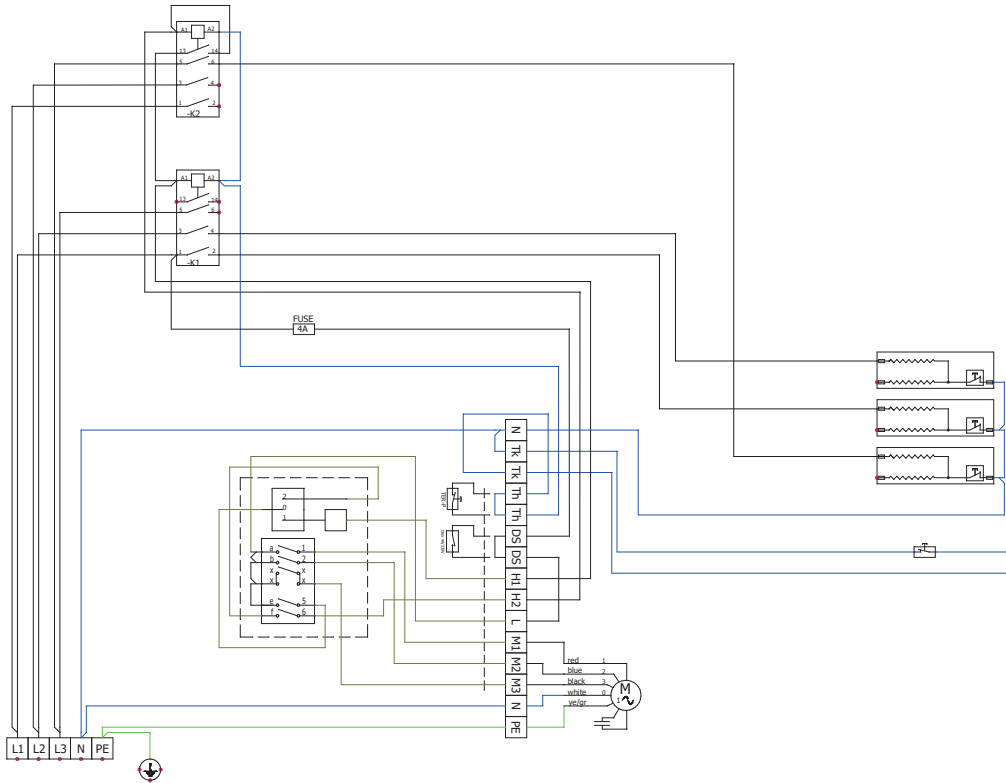 A1 A2
13 14
5 6
3 4
1 2
-K2
A1 A2
13 14
5 6
3 4
1 2
-K1
FUSE
4A
N
Tk
Tk
Th
Th
DS
DS
H1
H2
L
M1
M2
M3
N
PE
TER-P
2
0
1
a 1
b 2
x x
x x
e 5
f 6
red 1
blue 2
black 3
white 0
ye/gr
M
1
L1 L2 L3 N PE